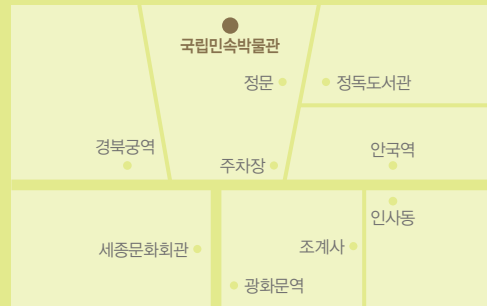 국립민속박물관
정문
정독도서관
경복궁역
주차장
안국역
인사동
세종문화회관
조계사
광화문역